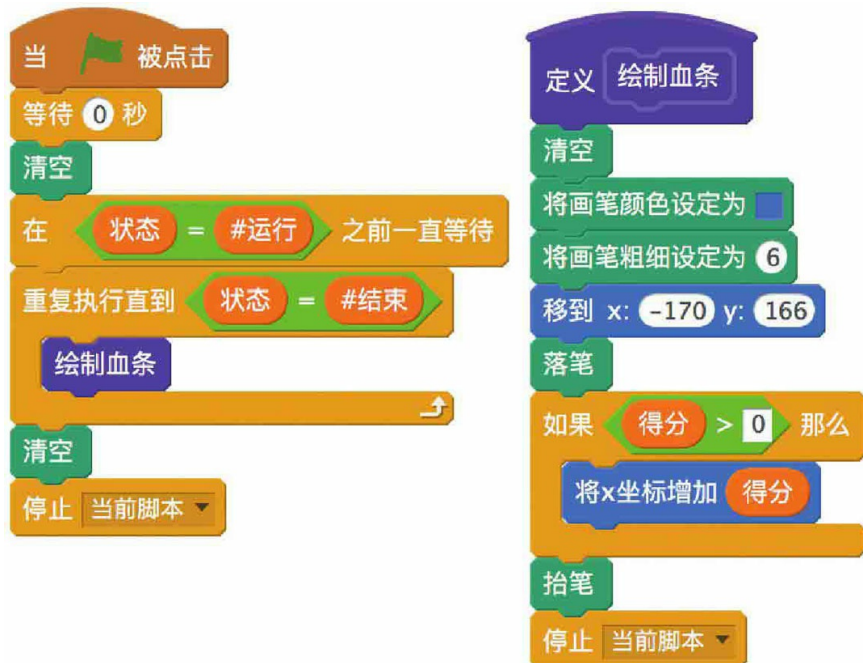 当 被点击
等待 0 秒
清空
在 状态 = #运行 之前一直等待
重复执行直到 状态 = #结束
绘制血条
清空
停止 当前脚本
定义 绘制血条
清空
将画笔颜色设定为
将画笔粗细设定为 6
移到 x: -170 y: 166
落笔
如果 得分 > 0 那么
将x坐标增加 得分
抬笔
停止 当前脚本